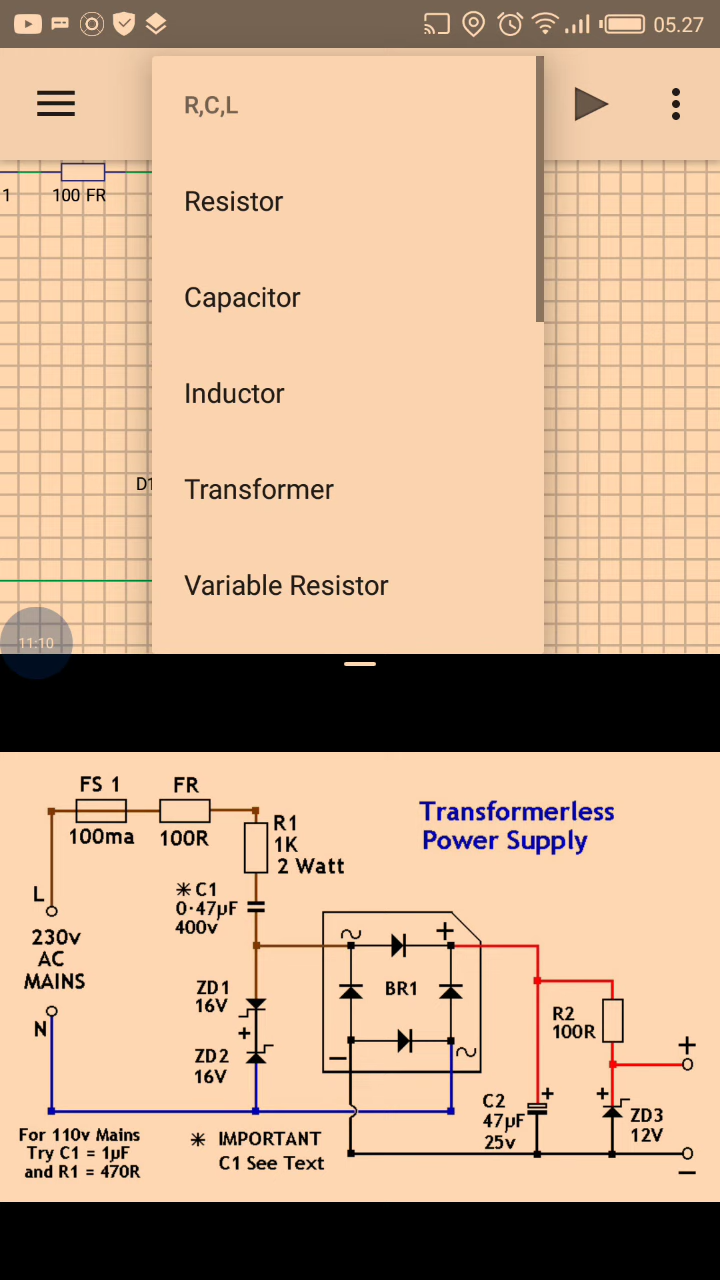 05.27
R,C,L
1
100 FR
Resistor
Capacitor
Inductor
D1
Transformer
Variable Resistor
11:10
FS 1
100ma
FR
100R
Transformerless
Power Supply
R1
1K
2 Watt
* C1
0·47µF
400v
L
230v
AC
MAINS
N
ZD1
16V
+
ZD2
16V
~
+
BR1
−
~
R2
100R
+
C2
47µF
25v
+
+
ZD3
12V
−
For 110v Mains
Try C1 = 1µF
and R1 = 470R
* IMPORTANT
C1 See Text